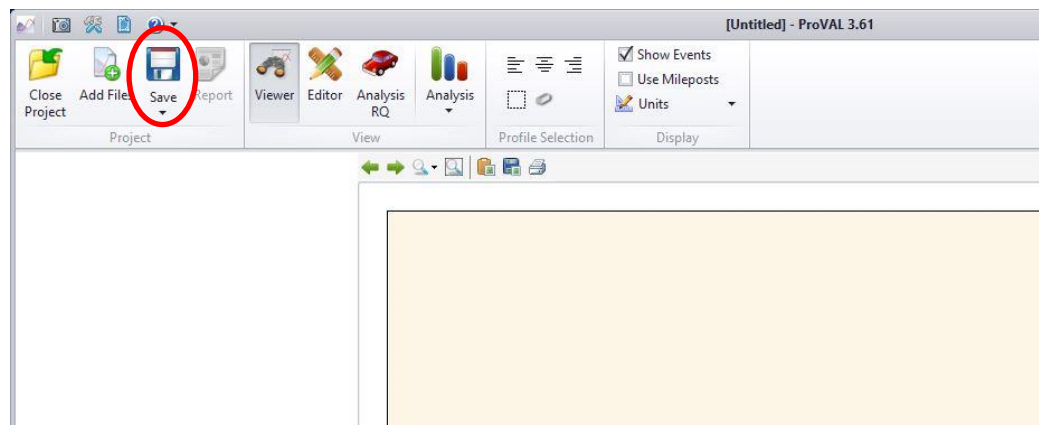 [Untitled] - ProVAL 3.61
Close
Project
Add Files
Save
Report
Viewer
Editor
Analysis
RQ
Analysis
Show Events
Use Mileposts
Units
Project
View
Profile Selection
Display